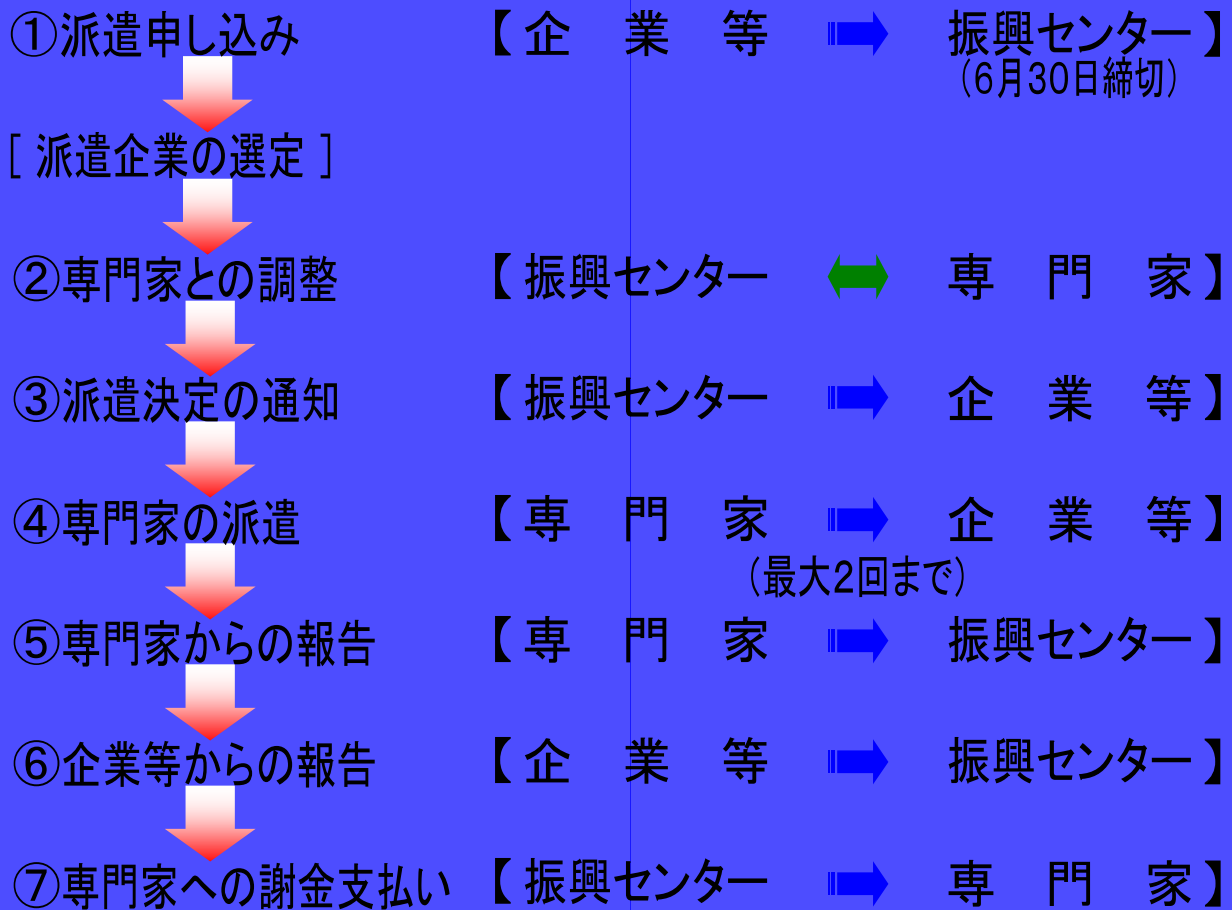 ①派遣申し込み 【企業等 振興センター】
(6月30日締切)
[派遣企業の選定]
②専門家との調整 【振興センター 専門家】
③派遣決定の通知 【振興センター 企業等】
④専門家の派遣 【専門家 企業等】
(最大2回まで)
⑤専門家からの報告 【専門家 振興センター】
⑥企業等からの報告 【企業等 振興センター】
⑦専門家への謝金支払い 【振興センター 専門家】